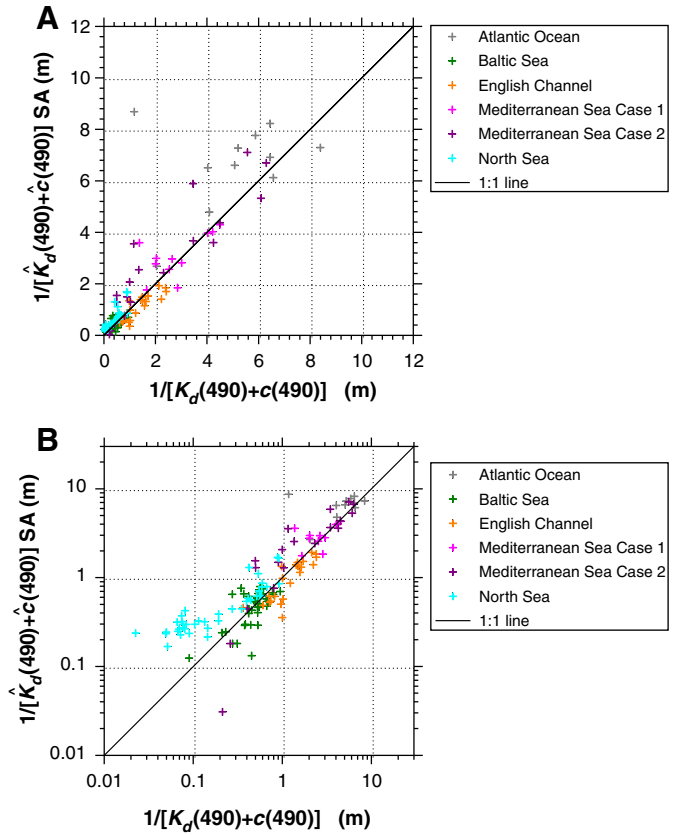 A
12
10
8
6
4
2
0
0 2 4 6 8 10 12
1/[K̂d(490)+ĉ(490)] SA (m)
1/[Kd(490)+c(490)] (m)
Atlantic Ocean
Baltic Sea
English Channel
Mediterranean Sea Case 1
Mediterranean Sea Case 2
North Sea
1:1 line
B
10
1
0.1
0.01
0.01 0.1 1 10
1/[K̂d(490)+ĉ(490)] SA (m)
1/[Kd(490)+c(490)] (m)
Atlantic Ocean
Baltic Sea
English Channel
Mediterranean Sea Case 1
Mediterranean Sea Case 2
North Sea
1:1 line